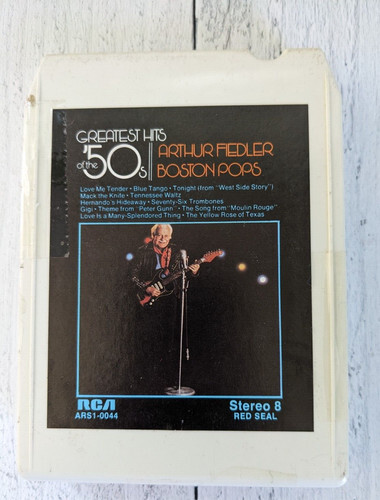 GREATEST HITS
of the '50s
ARTHUR FIEDLER
BOSTON POPS
Love Me Tender • Blue Tango • Tonight (from "West Side Story")
Mack the Knife • Tennessee Waltz
Hernando's Hideaway • Seventy-Six Trombones
Gigi • Theme from "Peter Gunn" • The Song from "Moulin Rouge"
Love Is a Many-Splendored Thing • The Yellow Rose of Texas
RCA
ARS1-0044
Stereo 8
RED SEAL